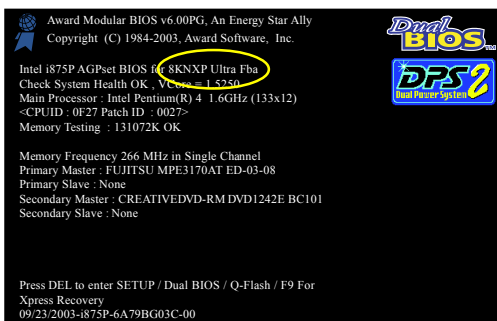 Award Modular BIOS v6.00PG, An Energy Star Ally
Copyright (C) 1984-2003, Award Software, Inc.
Dual
BIOS
TM
Intel i875P AGPset BIOS for 8KNXP Ultra Fba
Check System Health OK , VCore = 1.5250
Main Processor : Intel Pentium(R) 4 1.6GHz (133x12)
<CPUID : 0F27 Patch ID : 0027>
Memory Testing : 131072K OK
DPS2
Dual Power System
Memory Frequency 266 MHz in Single Channel
Primary Master : FUJITSU MPE3170AT ED-03-08
Primary Slave : None
Secondary Master : CREATIVEDVD-RM DVD1242E BC101
Secondary Slave : None
Press DEL to enter SETUP / Dual BIOS / Q-Flash / F9 For
Xpress Recovery
09/23/2003-i875P-6A79BG03C-00